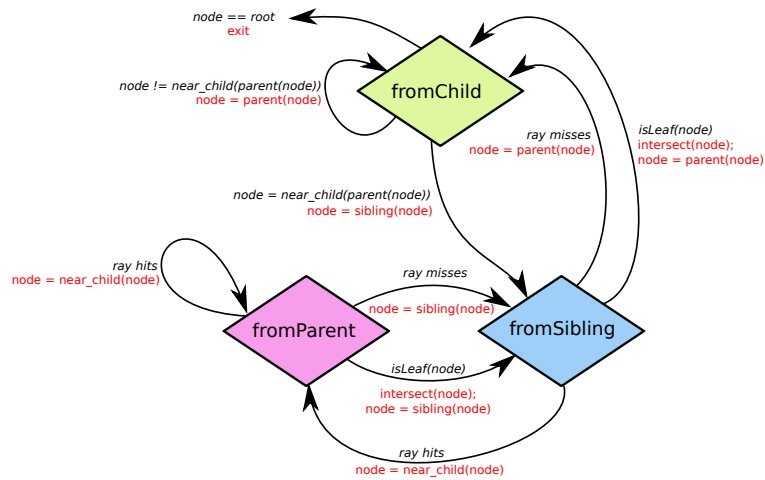 node == root
exit
fromChild
node != near_child(parent(node))
node = parent(node)
ray misses
node = parent(node)
isLeaf(node)
intersect(node);
node = parent(node)
node = near_child(parent(node))
node = sibling(node)
ray hits
node = near_child(node)
ray misses
node = sibling(node)
fromParent
fromSibling
isLeaf(node)
intersect(node);
node = sibling(node)
ray hits
node = near_child(node)